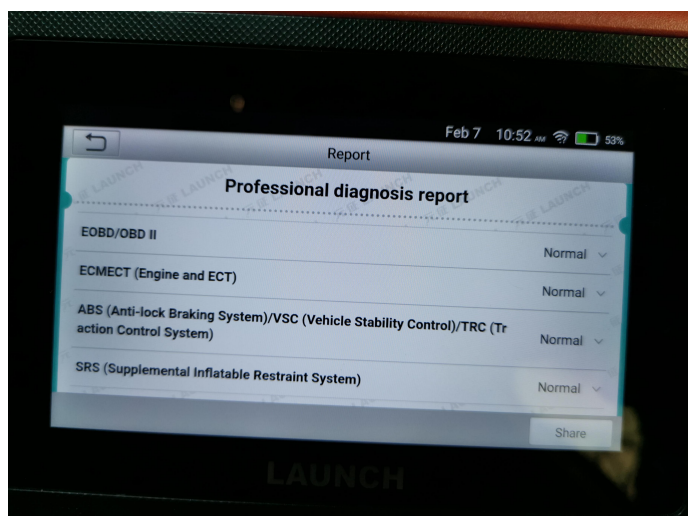 Feb 7 10:52 AM 53%
Report
Professional diagnosis report
EOBD/OBD II
Normal
ECMECT (Engine and ECT)
Normal
ABS (Anti-lock Braking System)/VSC (Vehicle Stability Control)/TRC (Tr
action Control System)
Normal
SRS (Supplemental Inflatable Restraint System)
Normal
Share
LAUNCH